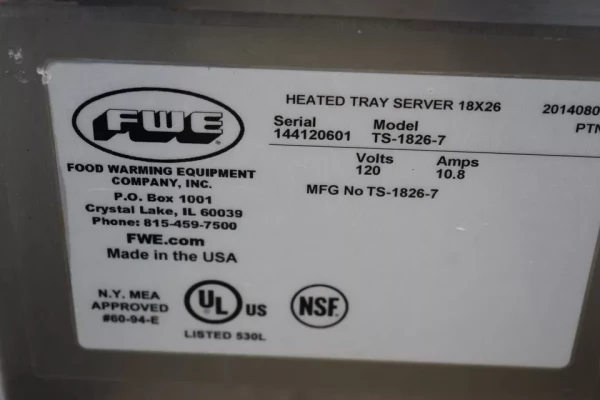 FWE
FOOD WARMING EQUIPMENT
COMPANY, INC.
P.O. Box 1001
Crystal Lake, IL 60039
Phone: 815-459-7500
FWE.com
Made in the USA
N.Y. MEA
APPROVED
#60-94-E
UL US
LISTED 530L
NSF
HEATED TRAY SERVER 18X26
2014080
Serial Model
144120601 TS-1826-7
PTN
Volts Amps
120 10.8
MFG No TS-1826-7